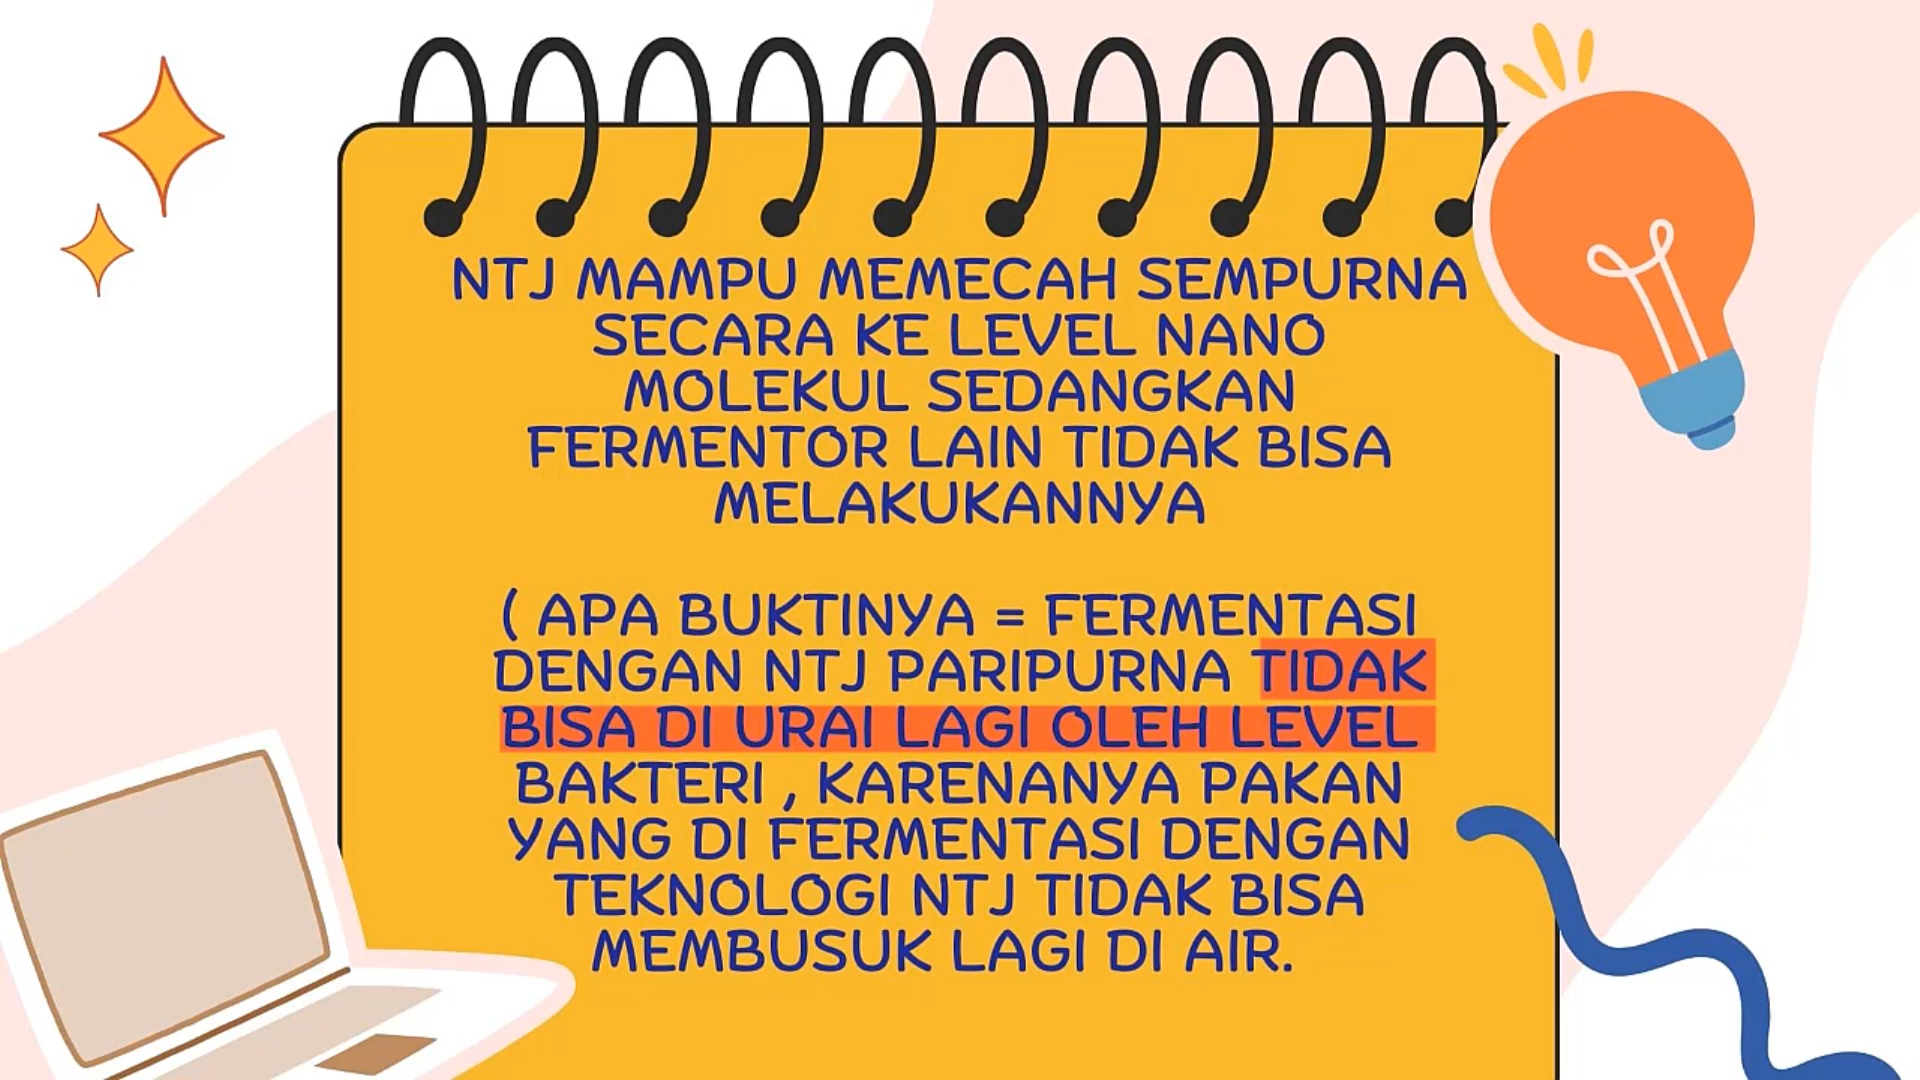 NTJ MAMPU MEMECAH SEMPURNA
SECARA KE LEVEL NANO
MOLEKUL SEDANGKAN
FERMENTOR LAIN TIDAK BISA
MELAKUKANNYA
( APA BUKTINYA = FERMENTASI
DENGAN NTJ PARIPURNA TIDAK
BISA DI URAI LAGI OLEH LEVEL
BAKTERI , KARENANYA PAKAN
YANG DI FERMENTASI DENGAN
TEKNOLOGI NTJ TIDAK BISA
MEMBUSUK LAGI DI AIR.